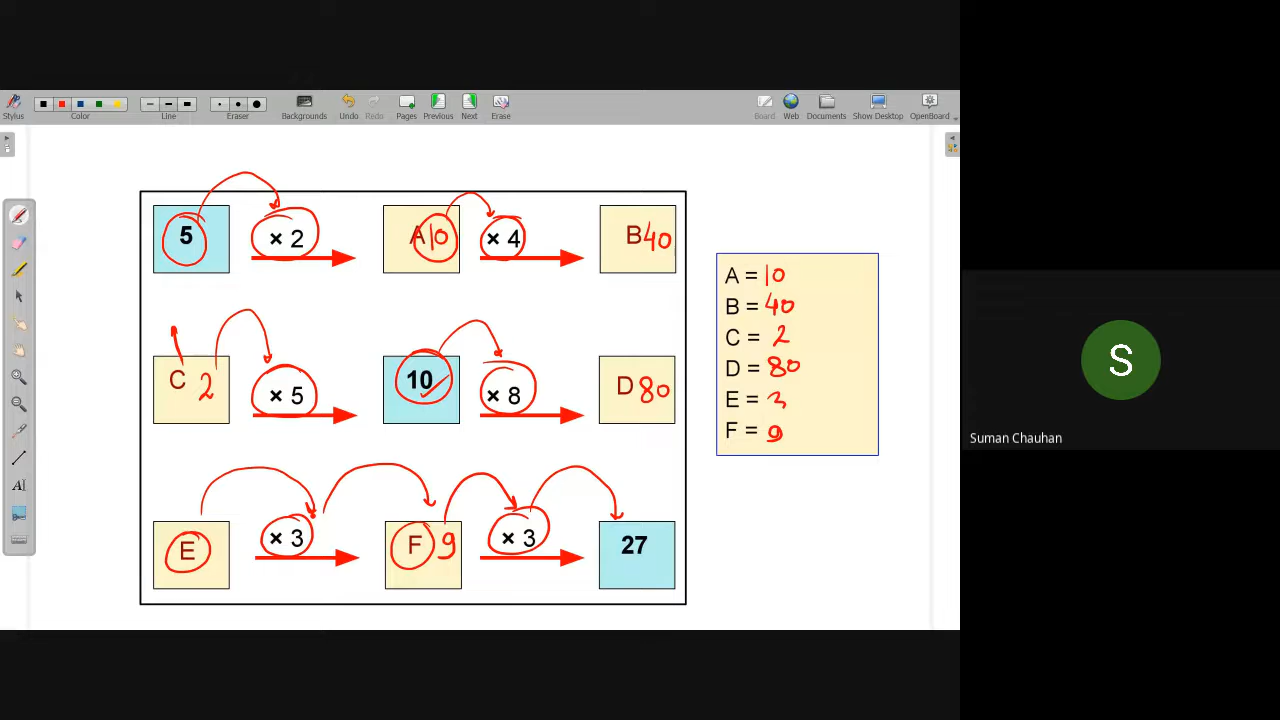 Stylus Color Line Eraser Backgrounds Undo Redo Pages Previous Next Erase Board Web Documents Show Desktop OpenBoard
5 × 2 A 10 × 4 B 40
C 2 × 5 10 × 8 D 80
E × 3 F 9 × 3 27
A = 10
B = 40
C = 2
D = 80
E = 3
F = 9
S
Suman Chauhan